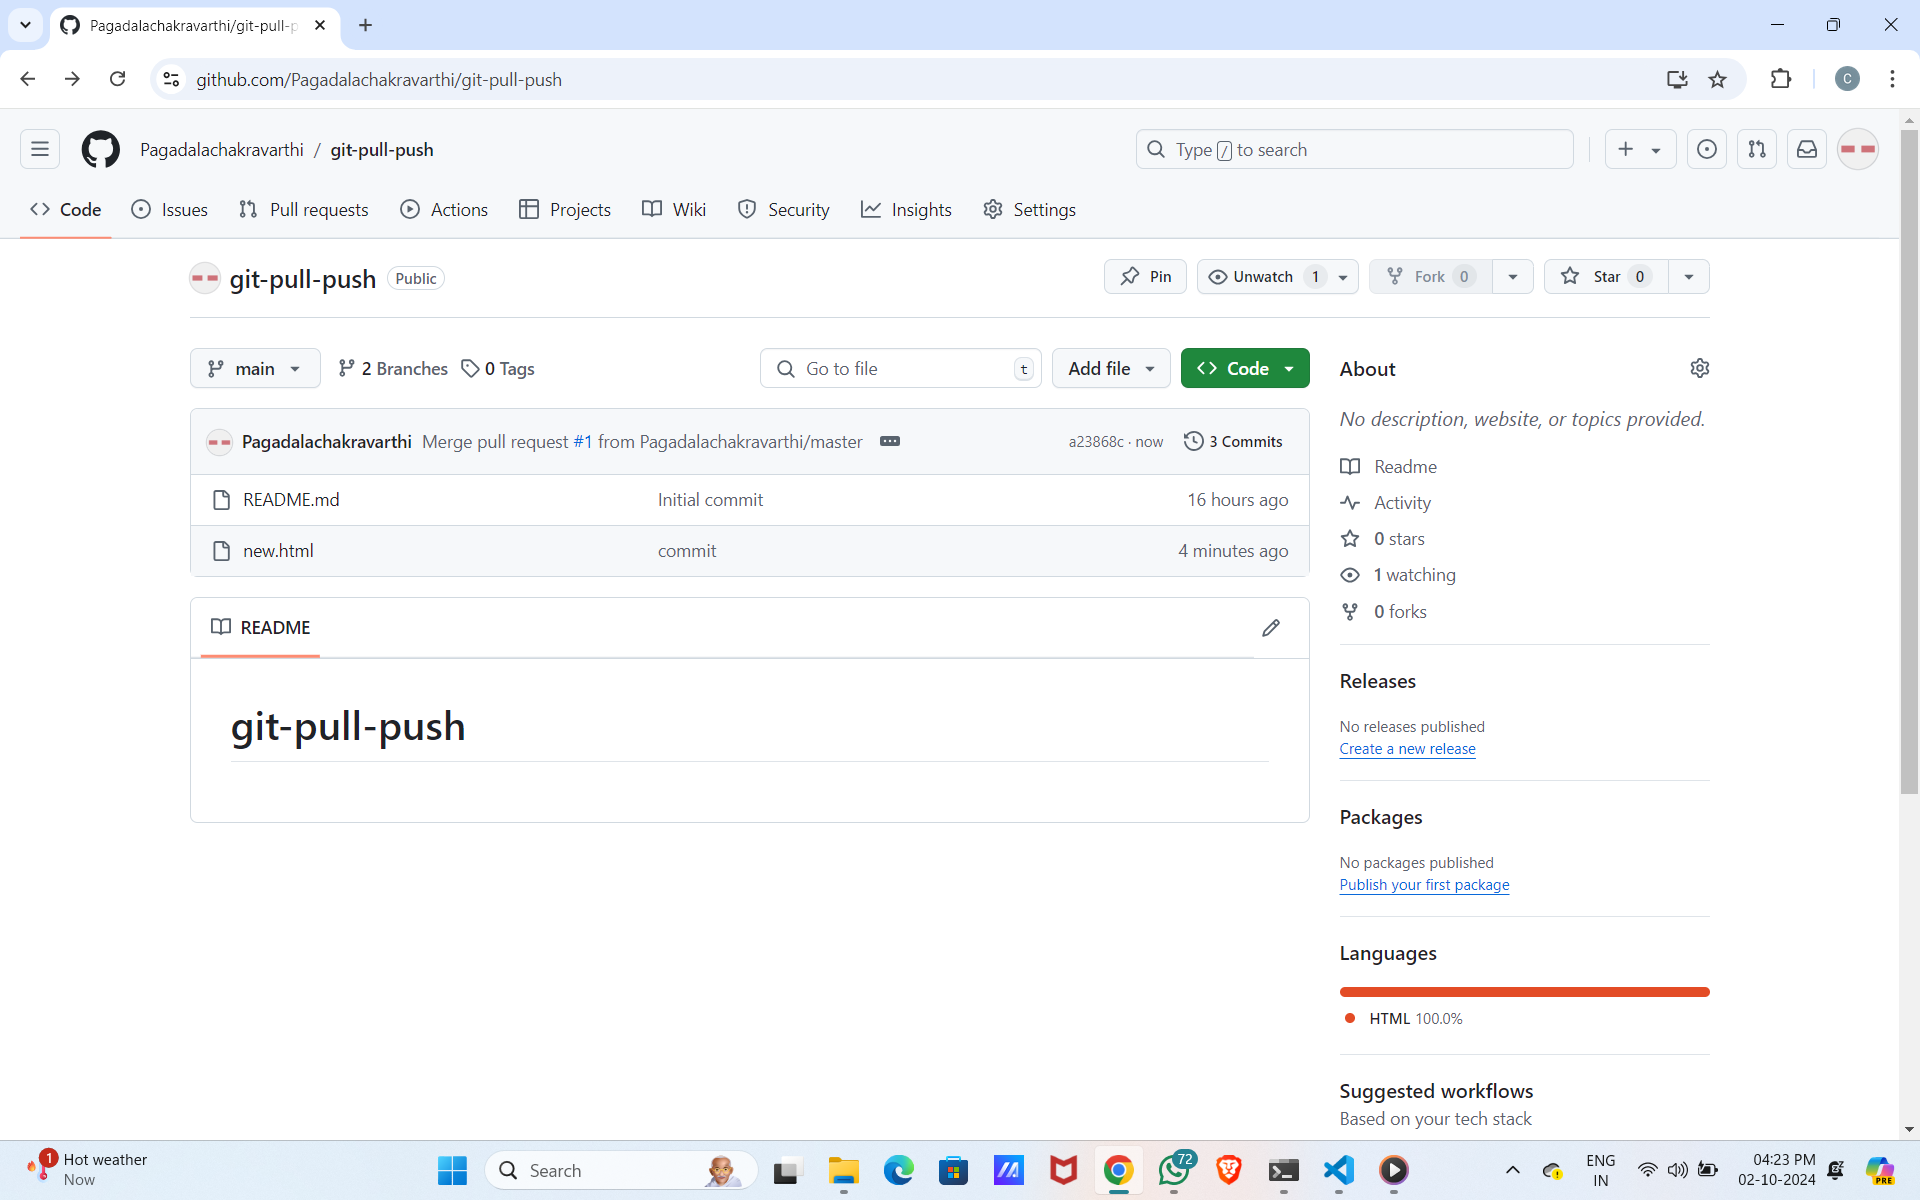 Pagadalachakravarthi/git-pull-p
github.com/Pagadalachakravarthi/git-pull-push
C
Pagadalachakravarthi / git-pull-push
Type / to search
Code Issues Pull requests Actions Projects Wiki Security Insights Settings
git-pull-push Public
Pin Unwatch 1 Fork 0 Star 0
main 2 Branches 0 Tags Go to file t Add file Code
Pagadalachakravarthi Merge pull request #1 from Pagadalachakravarthi/master a23868c · now 3 Commits
README.md Initial commit 16 hours ago
new.html commit 4 minutes ago
README
git-pull-push
About
No description, website, or topics provided.
Readme
Activity
0 stars
1 watching
0 forks
Releases
No releases published
Create a new release
Packages
No packages published
Publish your first package
Languages
HTML 100.0%
Suggested workflows
Based on your tech stack
1 Hot weather
Now
Search
72
ENG
IN
04:23 PM
02-10-2024
PRE